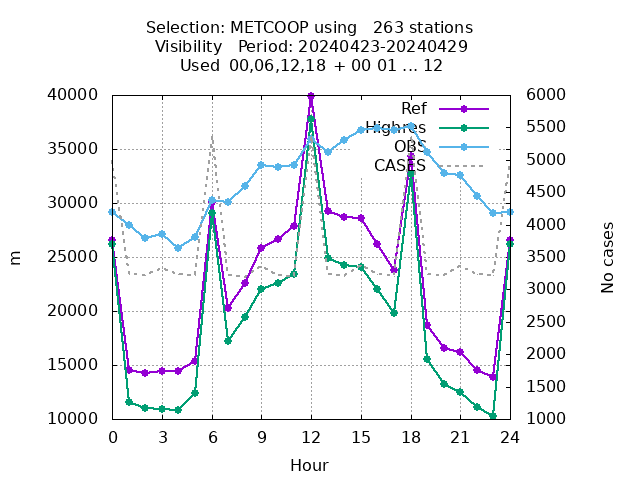 Selection: METCOOP using   263 stations
Visibility   Period: 20240423-20240429
Used  00,06,12,18 + 00 01 ... 12
40000
35000
30000
25000
20000
15000
10000
6000
5500
5000
4500
4000
3500
3000
2500
2000
1500
1000
Ref
Highres
OBS
CASES
m
No cases
0 3 6 9 12 15 18 21 24
Hour